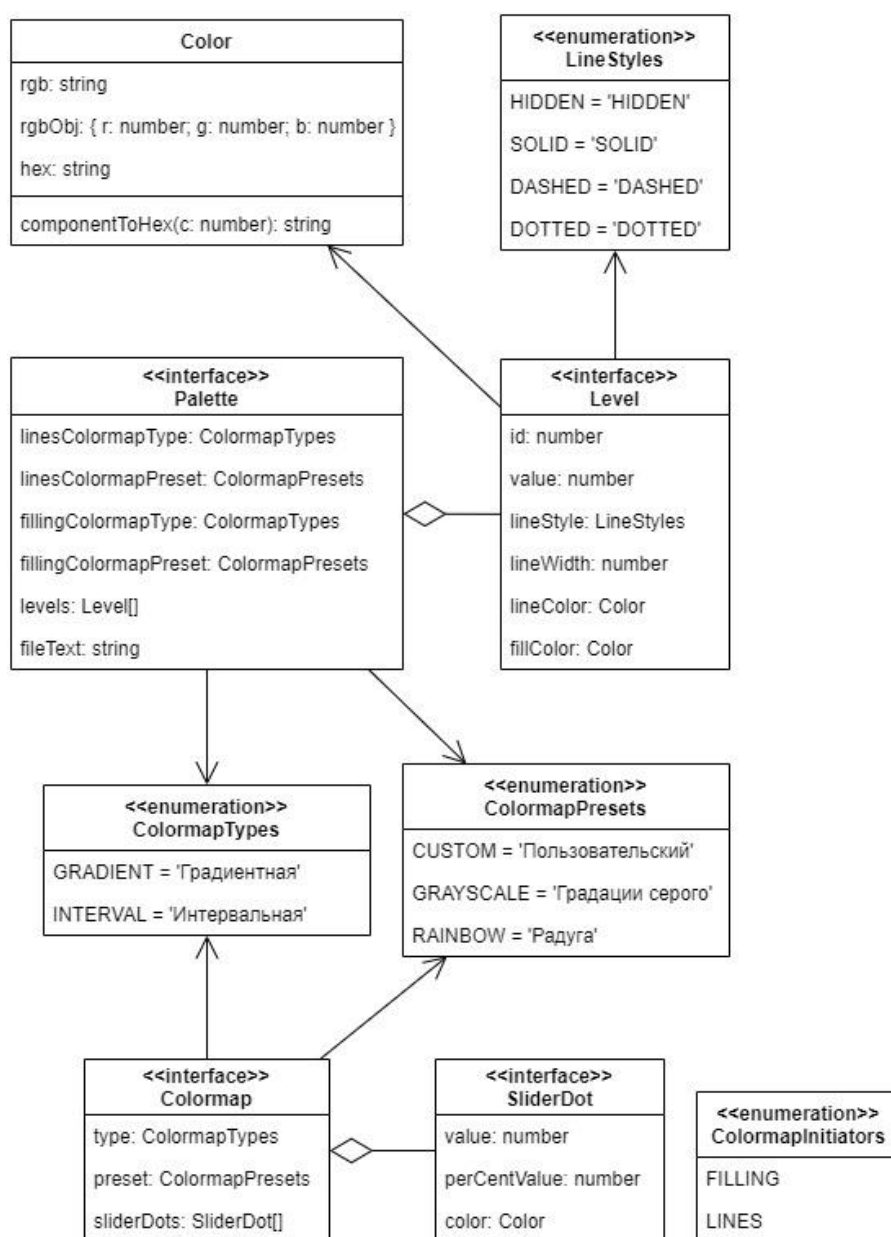 Color
rgb: string
rgbObj: { r: number; g: number; b: number }
hex: string
componentToHex(c: number): string
<<enumeration>>
LineStyles
HIDDEN = 'HIDDEN'
SOLID = 'SOLID'
DASHED = 'DASHED'
DOTTED = 'DOTTED'
<<interface>>
Palette
linesColormapType: ColormapTypes
linesColormapPreset: ColormapPresets
fillingColormapType: ColormapTypes
fillingColormapPreset: ColormapPresets
levels: Level[]
fileText: string
<<interface>>
Level
id: number
value: number
lineStyle: LineStyles
lineWidth: number
lineColor: Color
fillColor: Color
<<enumeration>>
ColormapTypes
GRADIENT = 'Градиентная'
INTERVAL = 'Интервальная'
<<enumeration>>
ColormapPresets
CUSTOM = 'Пользовательский'
GRAYSCALE = 'Градации серого'
RAINBOW = 'Радуга'
<<interface>>
Colormap
type: ColormapTypes
preset: ColormapPresets
sliderDots: SliderDot[]
<<interface>>
SliderDot
value: number
perCentValue: number
color: Color
<<enumeration>>
ColormapInitiators
FILLING
LINES